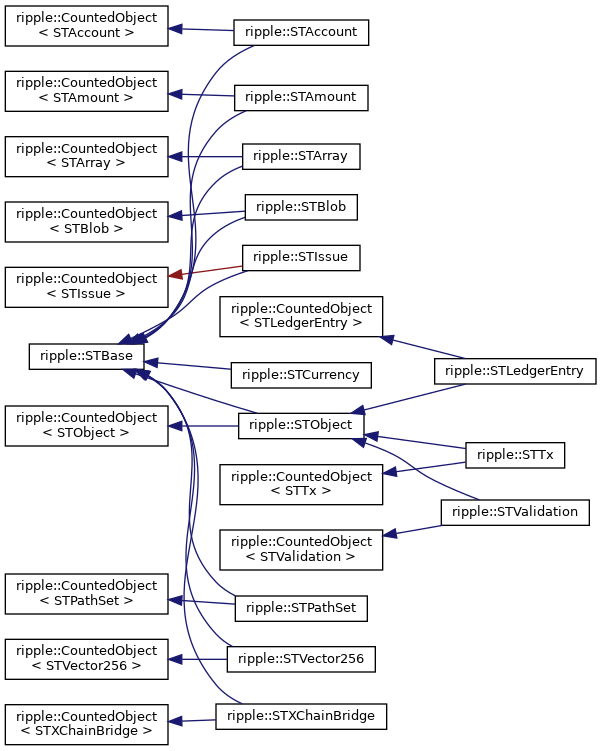 ripple::CountedObject
< STAccount >
ripple::STAccount
ripple::CountedObject
< STAmount >
ripple::STAmount
ripple::CountedObject
< STArray >
ripple::STArray
ripple::CountedObject
< STBlob >
ripple::STBlob
ripple::CountedObject
< STIssue >
ripple::STIssue
ripple::CountedObject
< STLedgerEntry >
ripple::STBase
ripple::STCurrency
ripple::STLedgerEntry
ripple::CountedObject
< STObject >
ripple::STObject
ripple::STTx
ripple::CountedObject
< STTx >
ripple::STValidation
ripple::CountedObject
< STValidation >
ripple::CountedObject
< STPathSet >
ripple::STPathSet
ripple::CountedObject
< STVector256 >
ripple::STVector256
ripple::CountedObject
< STXChainBridge >
ripple::STXChainBridge